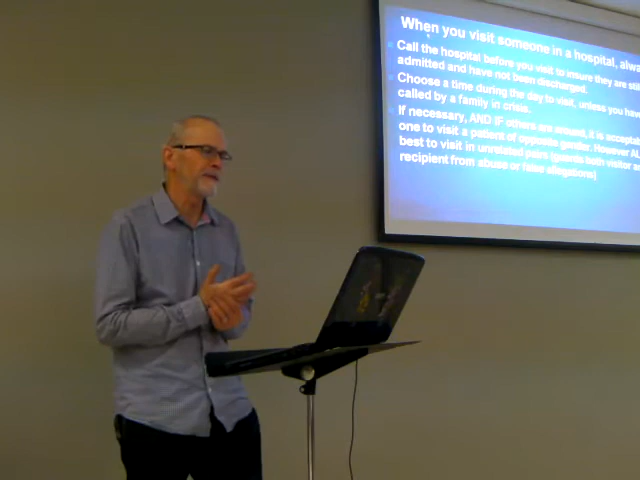 When you visit someone in a hospital, alwa
Call the hospital before you visit to insure they are still
admitted and have not been discharged.
Choose a time during the day to visit, unless you have
called by a family in crisis.
If necessary, AND IF others are around, it is acceptab
one to visit a patient of opposite gender. However AL
best to visit in unrelated pairs (guards both visitor a
recipient from abuse or false allegations)